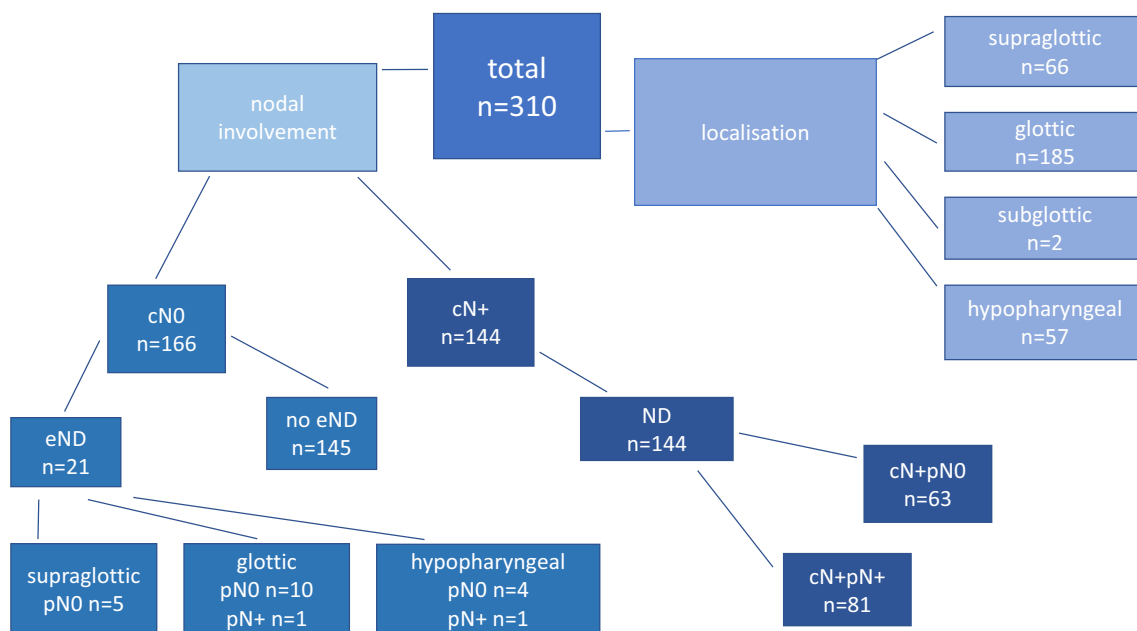 total
n=310
nodal
involvement
localisation
supraglottic
n=66
glottic
n=185
subglottic
n=2
hypopharyngeal
n=57
cN0
n=166
cN+
n=144
eND
n=21
no eND
n=145
ND
n=144
cN+pN0
n=63
cN+pN+
n=81
supraglottic
pN0 n=5
glottic
pN0 n=10
pN+ n=1
hypopharyngeal
pN0 n=4
pN+ n=1